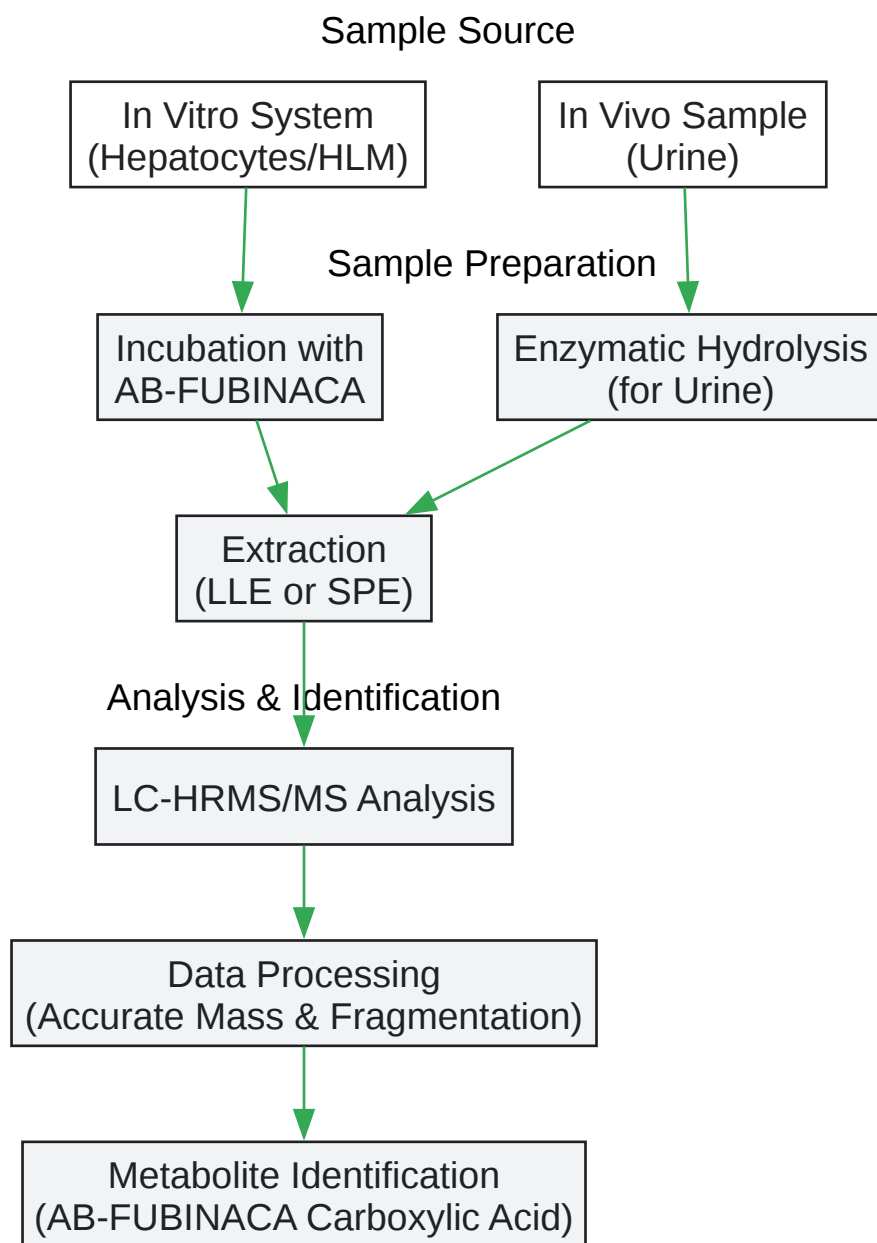 Sample Source
In Vitro System
(Hepatocytes/HLM)
In Vivo Sample
(Urine)
Sample Preparation
Incubation with
AB-FUBINACA
Enzymatic Hydrolysis
(for Urine)
Extraction
(LLE or SPE)
Analysis & Identification
LC-HRMS/MS Analysis
Data Processing
(Accurate Mass & Fragmentation)
Metabolite Identification
(AB-FUBINACA Carboxylic Acid)